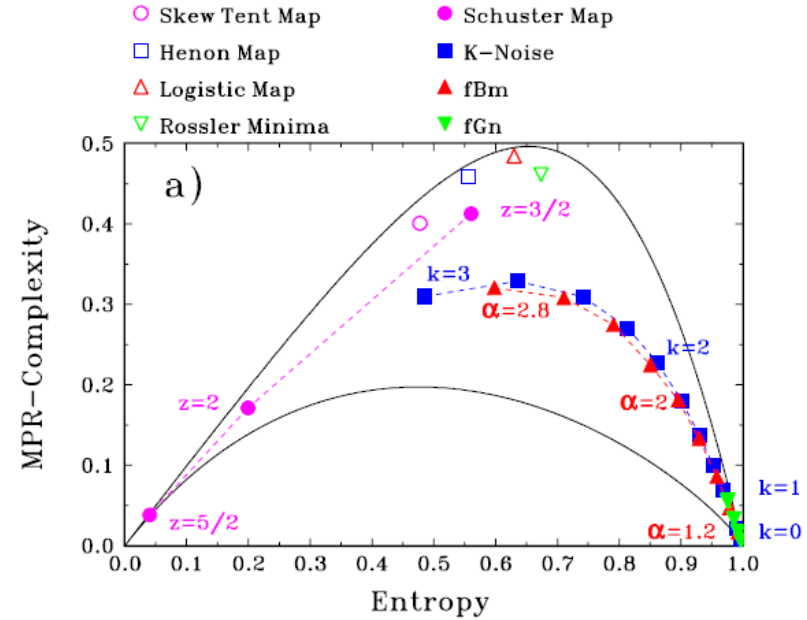 Skew Tent Map
Schuster Map
Henon Map
K-Noise
Logistic Map
fBm
Rossler Minima
fGn
a)
0.5
0.4
0.3
0.2
0.1
0.0
MPR-Complexity
z=3/2
k=3
α=2.8
k=2
z=2
α=2
k=1
z=5/2
α=1.2
k=0
0.0 0.1 0.2 0.3 0.4 0.5 0.6 0.7 0.8 0.9 1.0
Entropy